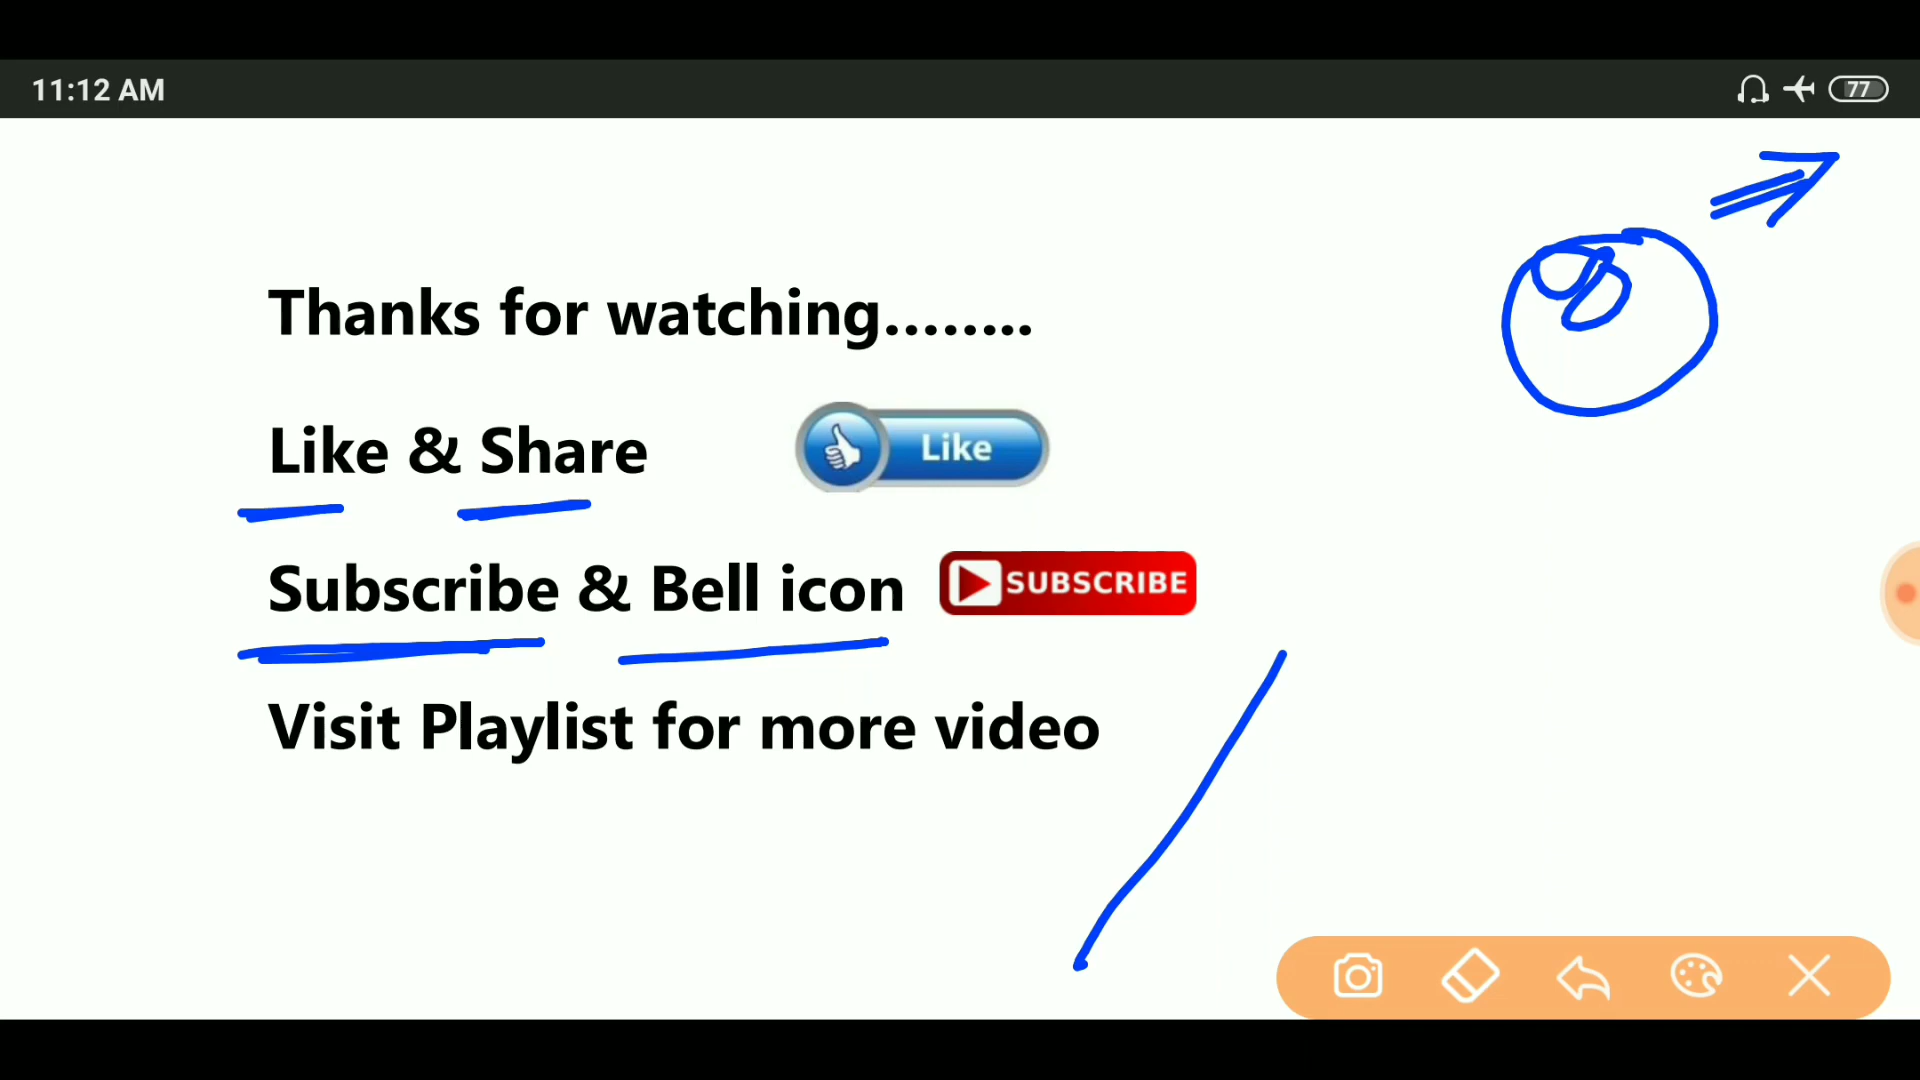 11:12 AM 77
Thanks for watching........
Like & Share Like
Subscribe & Bell icon SUBSCRIBE
Visit Playlist for more video